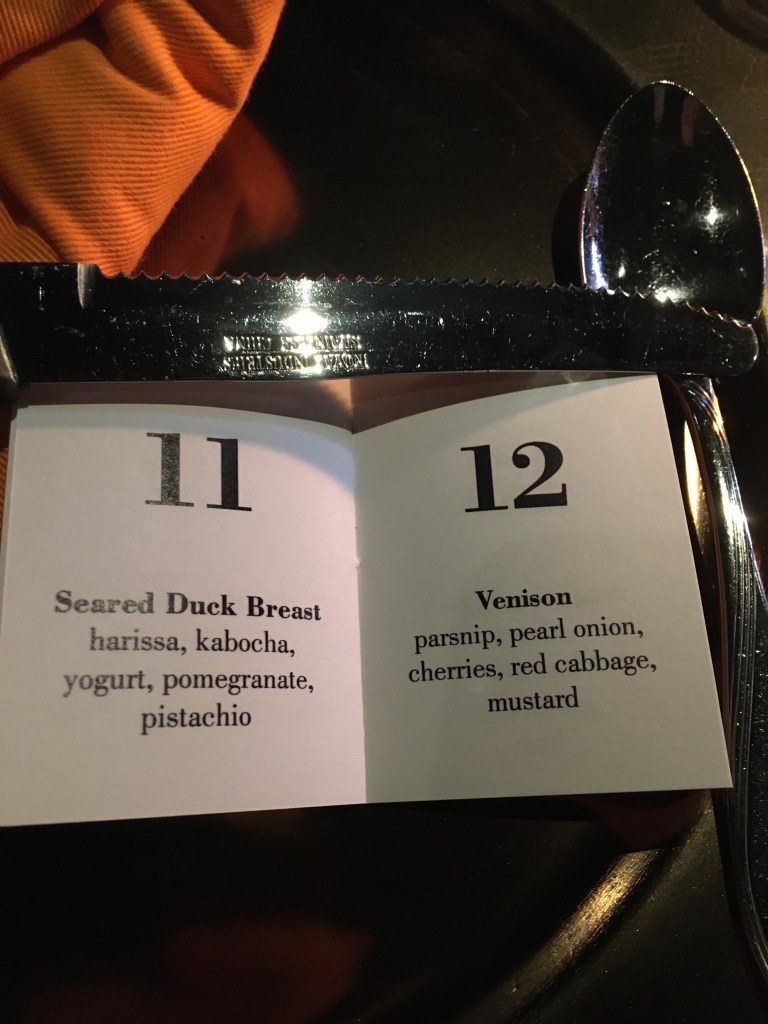 11
Seared Duck Breast
harissa, kabocha,
yogurt, pomegranate,
pistachio
12
Venison
parsnip, pearl onion,
cherries, red cabbage,
mustard